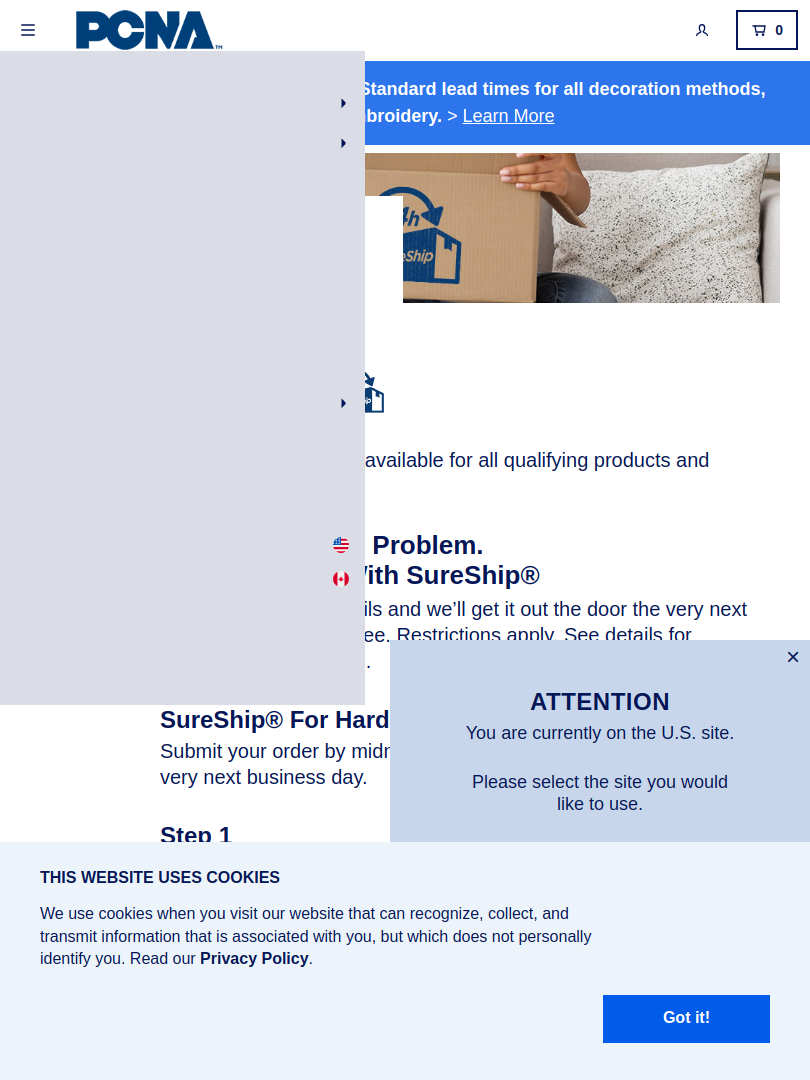 PCNA™
0
Standard lead times for all decoration methods,
broidery. > Learn More
4h
eShip
available for all qualifying products and
Problem.
ith SureShip®
ils and we’ll get it out the door the very next
ee. Restrictions apply. See details for
.
SureShip® For Hard
Submit your order by midn
very next business day.
Step 1
×
ATTENTION
You are currently on the U.S. site.
Please select the site you would
like to use.
THIS WEBSITE USES COOKIES
We use cookies when you visit our website that can recognize, collect, and
transmit information that is associated with you, but which does not personally
identify you. Read our Privacy Policy.
Got it!